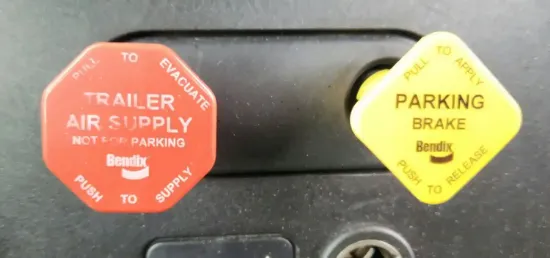 PULL TO EVACUATE
TRAILER
AIR SUPPLY
NOT FOR PARKING
Bendix
PUSH TO SUPPLY
PULL TO APPLY
PARKING
BRAKE
Bendix
PUSH TO RELEASE